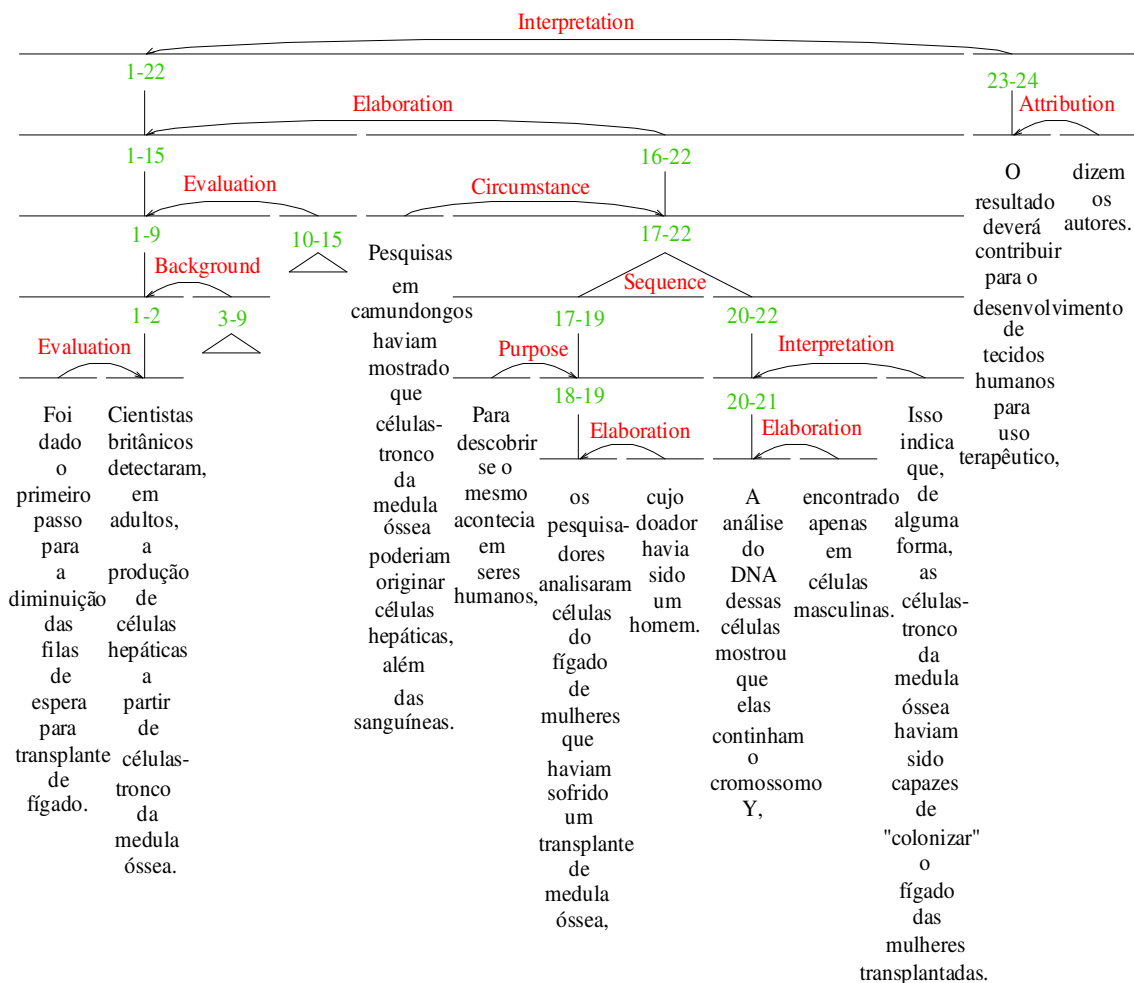 Interpretation
1-22
23-24
Elaboration
Attribution
1-15
16-22
O
resultado
deverá
contribuir
para o
desenvolvimento
de
tecidos
humanos
para
uso
terapêutico,
dizem
os
autores.
Evaluation
Circumstance
1-9
10-15
17-22
Pesquisas
em
camundongos
haviam
mostrado
que
células-
tronco
da
medula
óssea
poderiam
originar
células
hepáticas,
além
das
sanguíneas.
Background
Sequence
1-2
3-9
17-19
20-22
Evaluation
Purpose
Interpretation
18-19
20-21
Foi
dado
o
primeiro
passo
para
a
diminuição
das
filas
de
espera
para
transplante
de
fígado.
Cientistas
britânicos
detectaram,
em
adultos,
a
produção
de
células
hepáticas
a
partir
de
células-
tronco
da
medula
óssea.
Para
descobrir
se o
mesmo
acontecia
em
seres
humanos,
Elaboration
Elaboration
os
pesquisa-
dores
analisaram
células
do
fígado
de
mulheres
que
haviam
sofrido
um
transplante
de
medula
óssea,
cujo
doador
havia
sido
um
homem.
A
análise
do
DNA
dessas
células
mostrou
que
elas
continham
o
cromossomo
Y,
encontrado
apenas
em
células
masculinas.
Isso
indica
que,
de
alguma
forma,
as
células-
tronco
da
medula
óssea
haviam
sido
capazes
de
"colonizar"
o
fígado
das
mulheres
transplantadas.